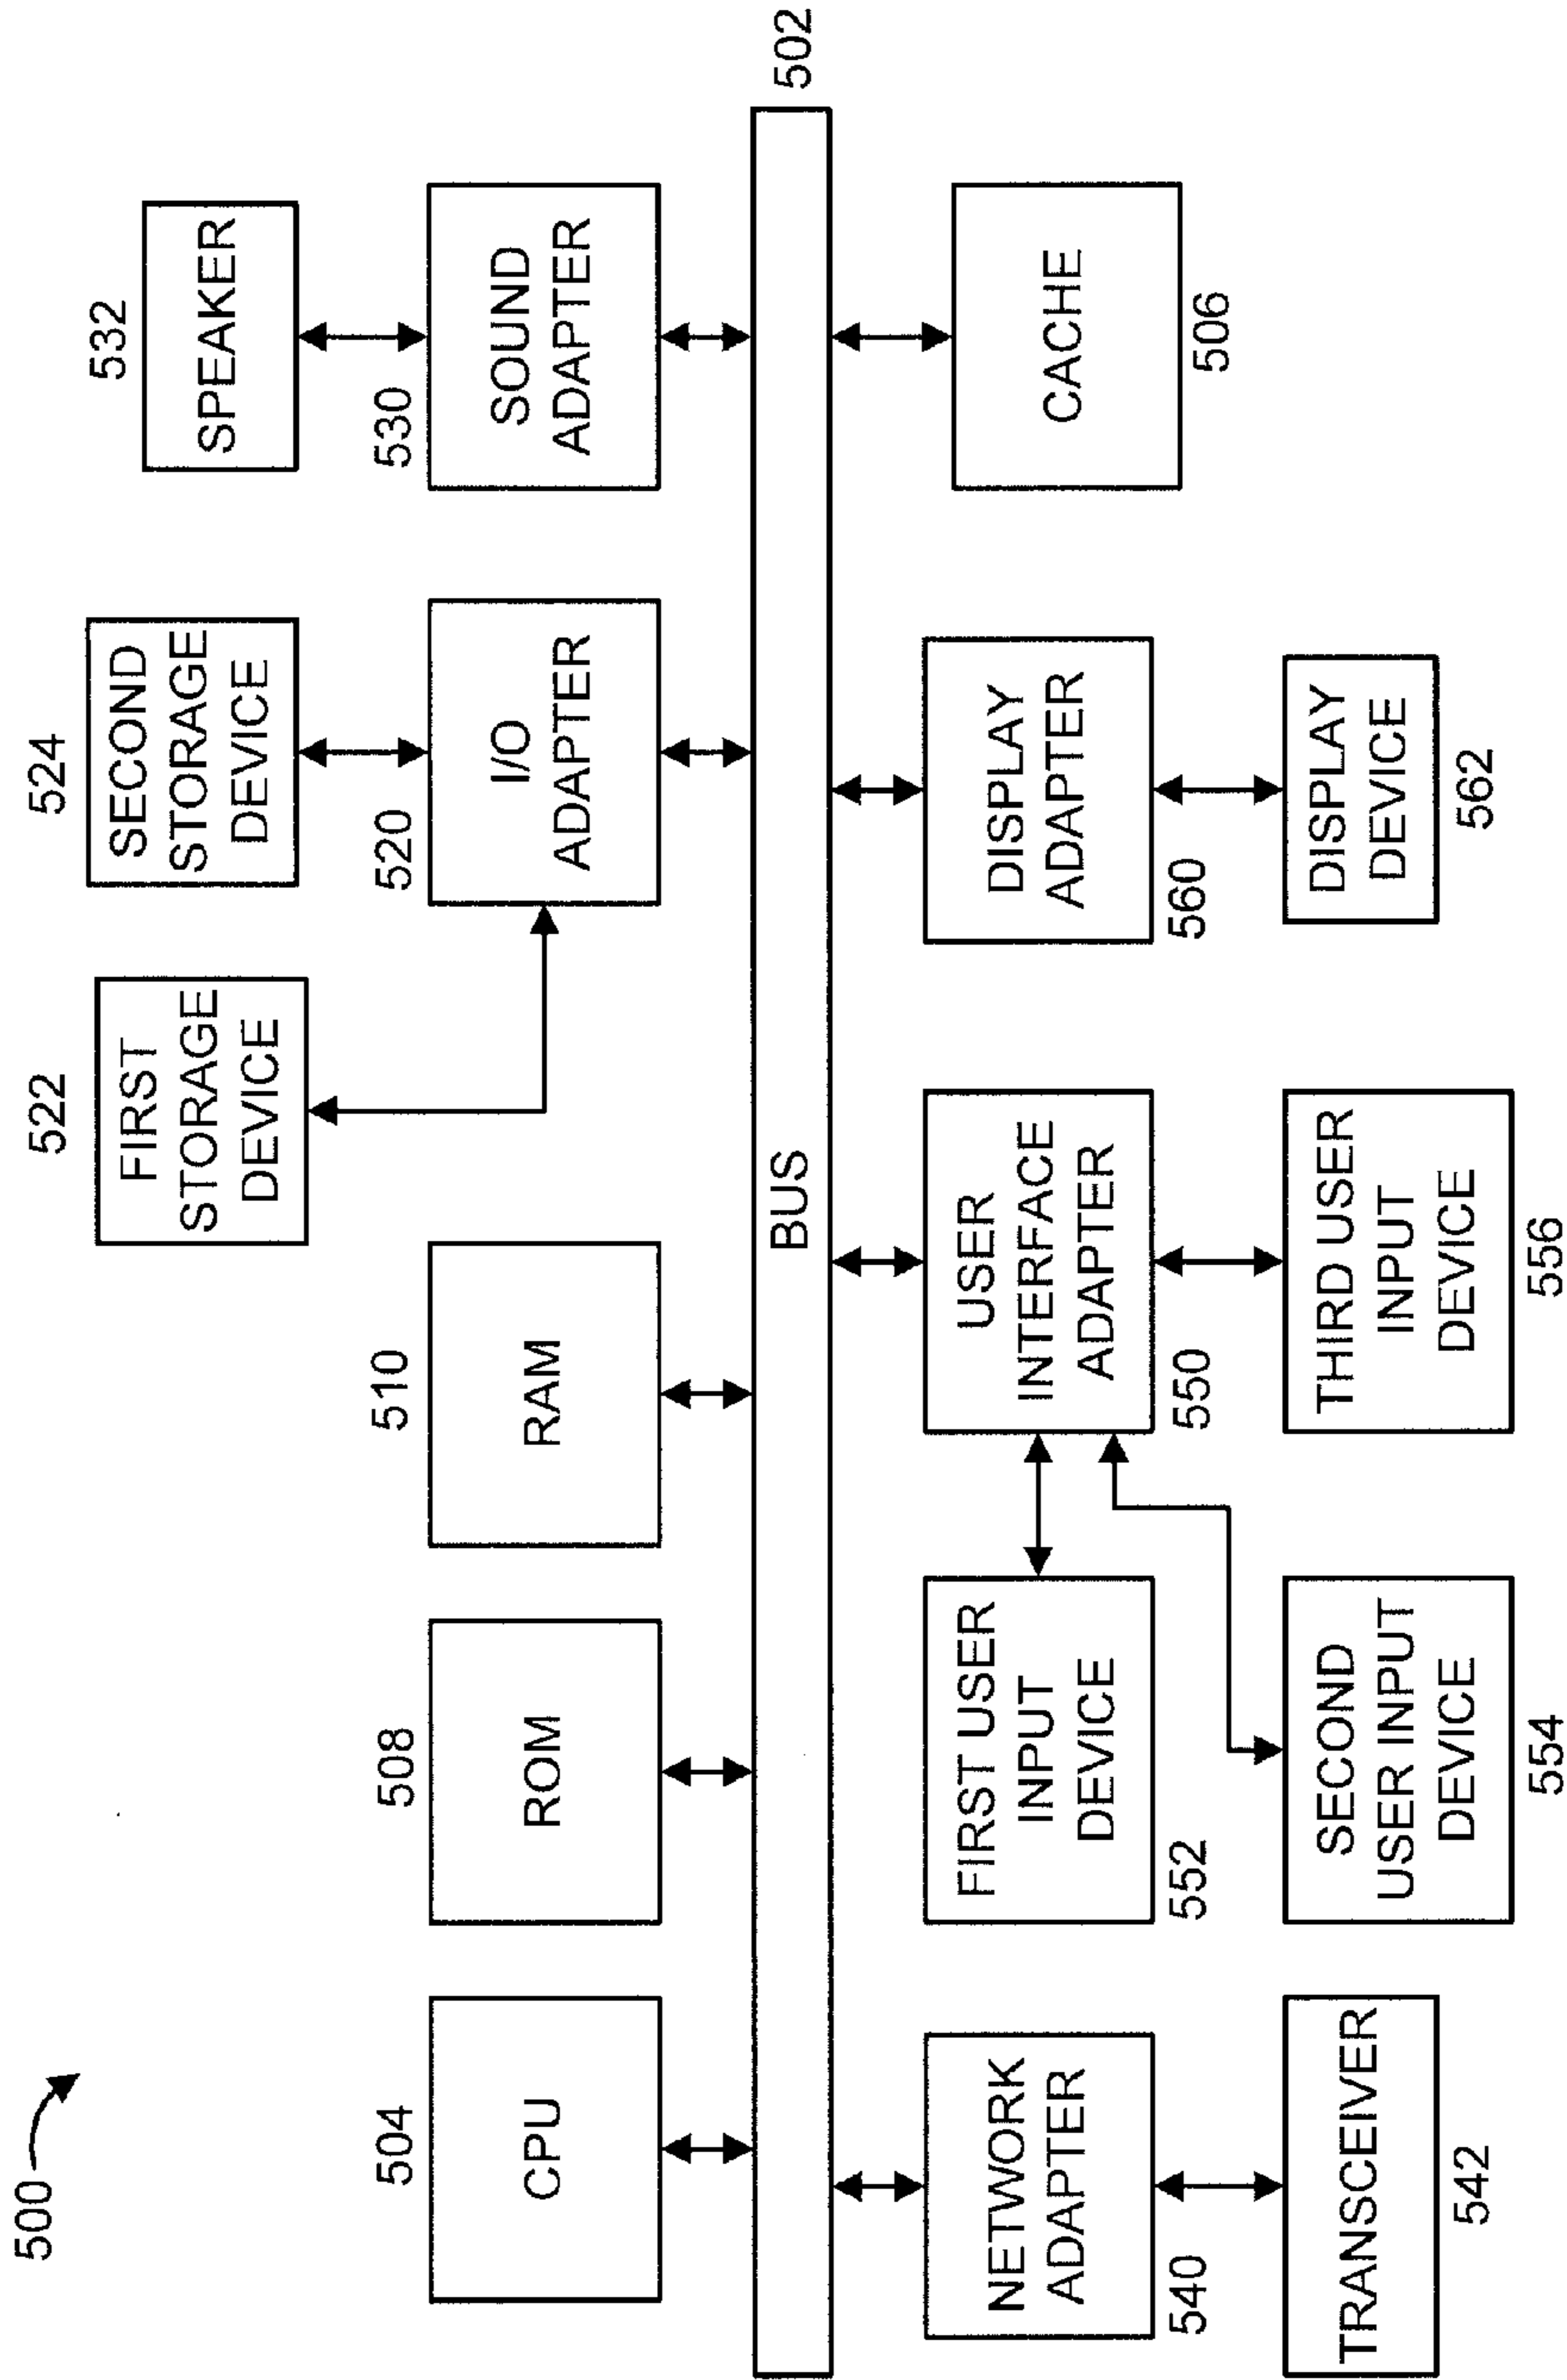 500
522
FIRST
STORAGE
DEVICE
524
SECOND
STORAGE
DEVICE
532
SPEAKER
504
CPU
508
ROM
510
RAM
520
I/O
ADAPTER
530
SOUND
ADAPTER
BUS
502
NETWORK
ADAPTER
540
FIRST USER
INPUT
DEVICE
552
USER
INTERFACE
ADAPTER
550
DISPLAY
ADAPTER
560
CACHE
506
TRANSCEIVER
542
SECOND
USER INPUT
DEVICE
554
THIRD USER
INPUT
DEVICE
556
DISPLAY
DEVICE
562